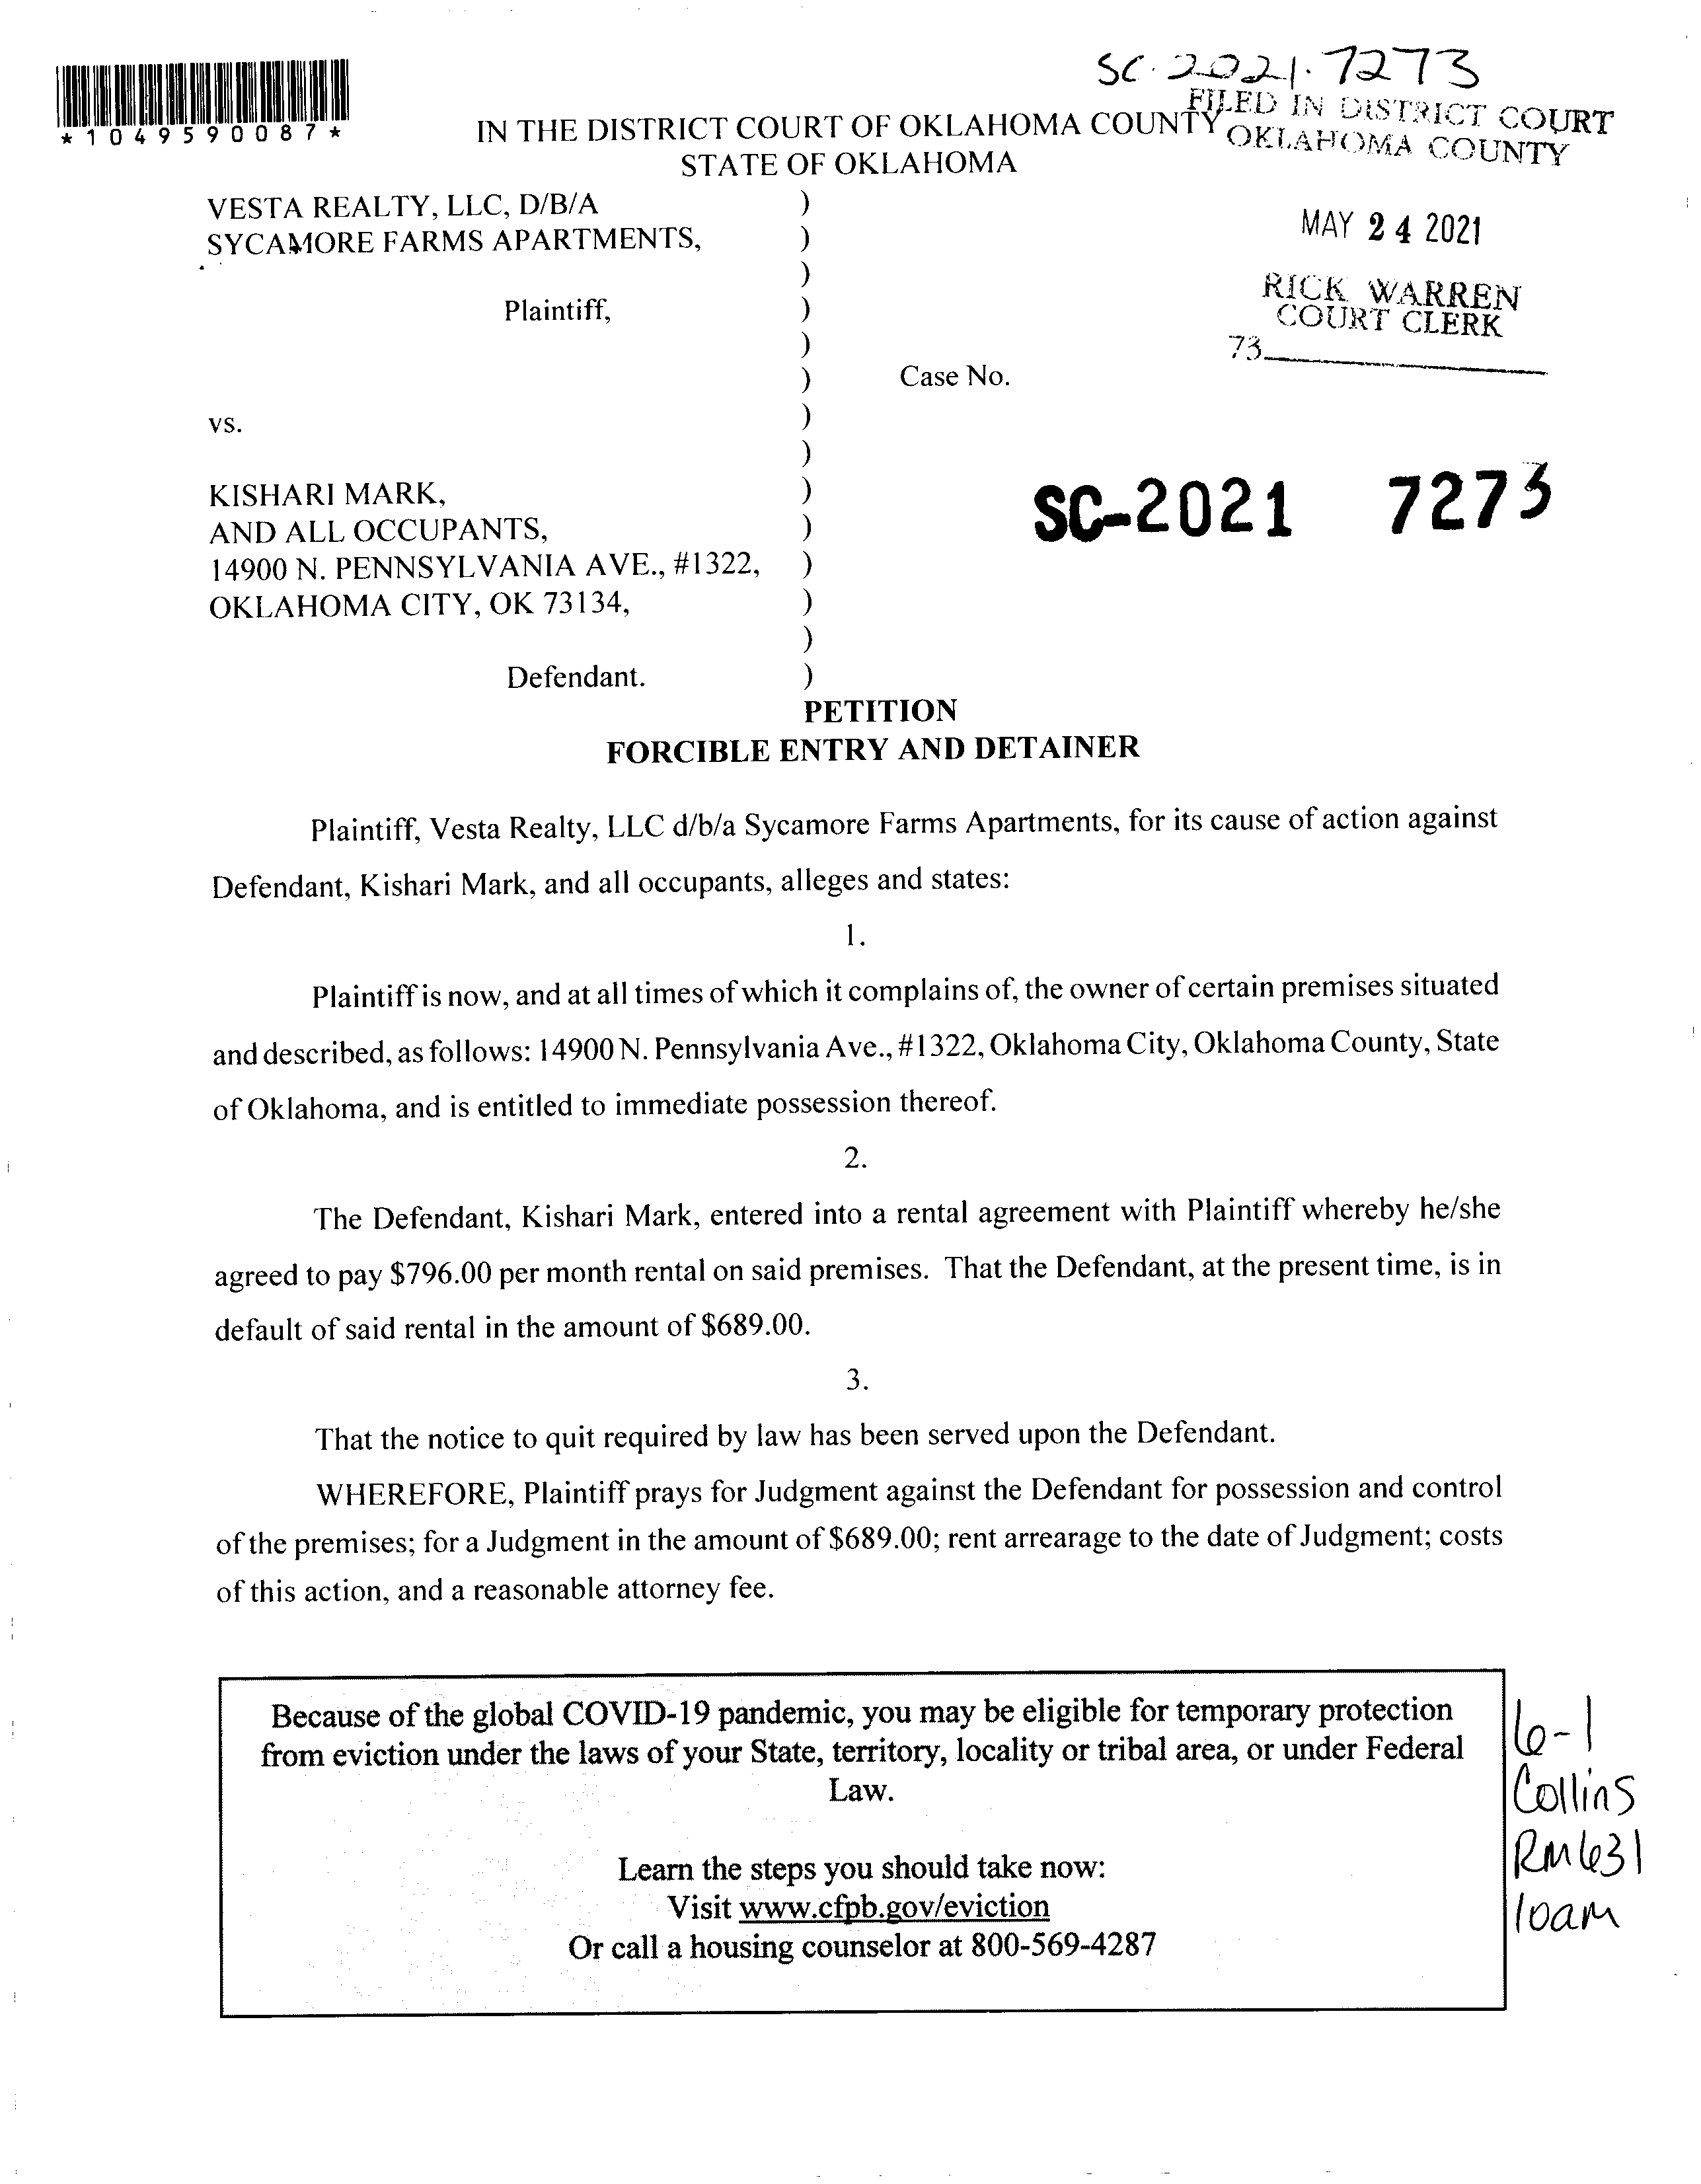 SC-2021-7273
*1049590087*
FILED IN DISTRICT COURT
OKLAHOMA COUNTY
IN THE DISTRICT COURT OF OKLAHOMA COUNTY
STATE OF OKLAHOMA
MAY 24 2021
RICK WARREN
COURT CLERK
73
VESTA REALTY, LLC, D/B/A )
SYCAMORE FARMS APARTMENTS, )
)
Plaintiff, )
)
) Case No.
vs. )
)
KISHARI MARK, )
AND ALL OCCUPANTS, )
SC-2021 7273
14900 N. PENNSYLVANIA AVE., #1322, )
OKLAHOMA CITY, OK 73134, )
)
Defendant. )
PETITION
FORCIBLE ENTRY AND DETAINER
Plaintiff, Vesta Realty, LLC d/b/a Sycamore Farms Apartments, for its cause of action against
Defendant, Kishari Mark, and all occupants, alleges and states:
1.
Plaintiff is now, and at all times of which it complains of, the owner of certain premises situated
and described, as follows: 14900 N. Pennsylvania Ave., #1322, Oklahoma City, Oklahoma County, State
of Oklahoma, and is entitled to immediate possession thereof.
2.
The Defendant, Kishari Mark, entered into a rental agreement with Plaintiff whereby he/she
agreed to pay $796.00 per month rental on said premises. That the Defendant, at the present time, is in
default of said rental in the amount of $689.00.
3.
That the notice to quit required by law has been served upon the Defendant.
WHEREFORE, Plaintiff prays for Judgment against the Defendant for possession and control
of the premises; for a Judgment in the amount of $689.00; rent arrearage to the date of Judgment; costs
of this action, and a reasonable attorney fee.
Because of the global COVID-19 pandemic, you may be eligible for temporary protection
from eviction under the laws of your State, territory, locality or tribal area, or under Federal
Law.
Learn the steps you should take now:
Visit www.cfpb.gov/eviction
Or call a housing counselor at 800-569-4287
6-1
Collins
RM 631
10am